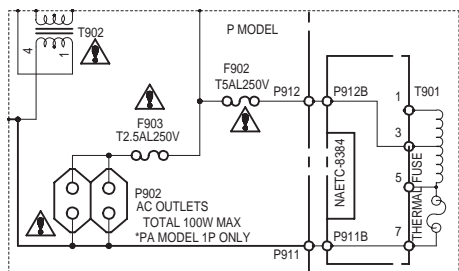 T902
P MODEL
4
1
F902
T5AL250V
P912
P912B
T901
1
F903
T2.5AL250V
3
NAETC-8384
THERMAL FUSE
5
P902
AC OUTLETS
TOTAL 100W MAX
*PA MODEL 1P ONLY
7
P911
P911B